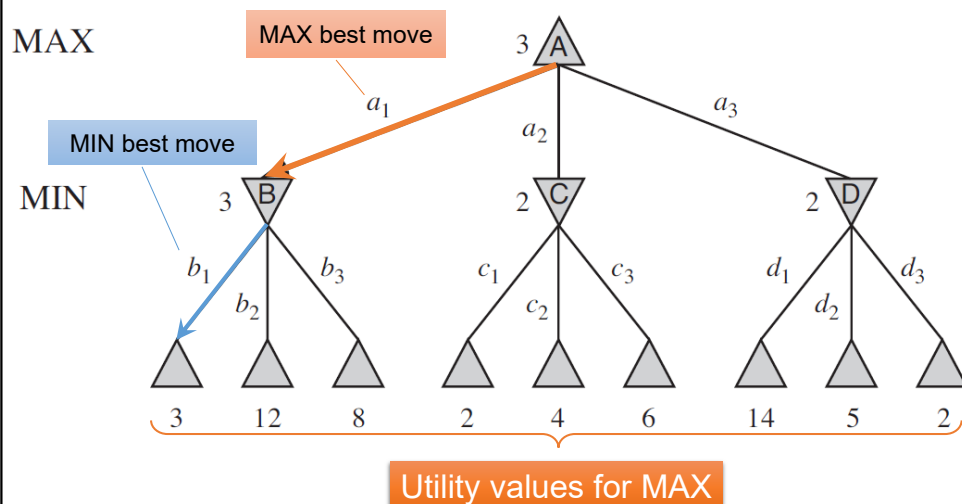 MAX
MAX best move
3 A
a1
a2
a3
MIN best move
MIN
3 B
2 C
2 D
b1
b2
b3
c1
c2
c3
d1
d2
d3
3 12 8 2 4 6 14 5 2
Utility values for MAX